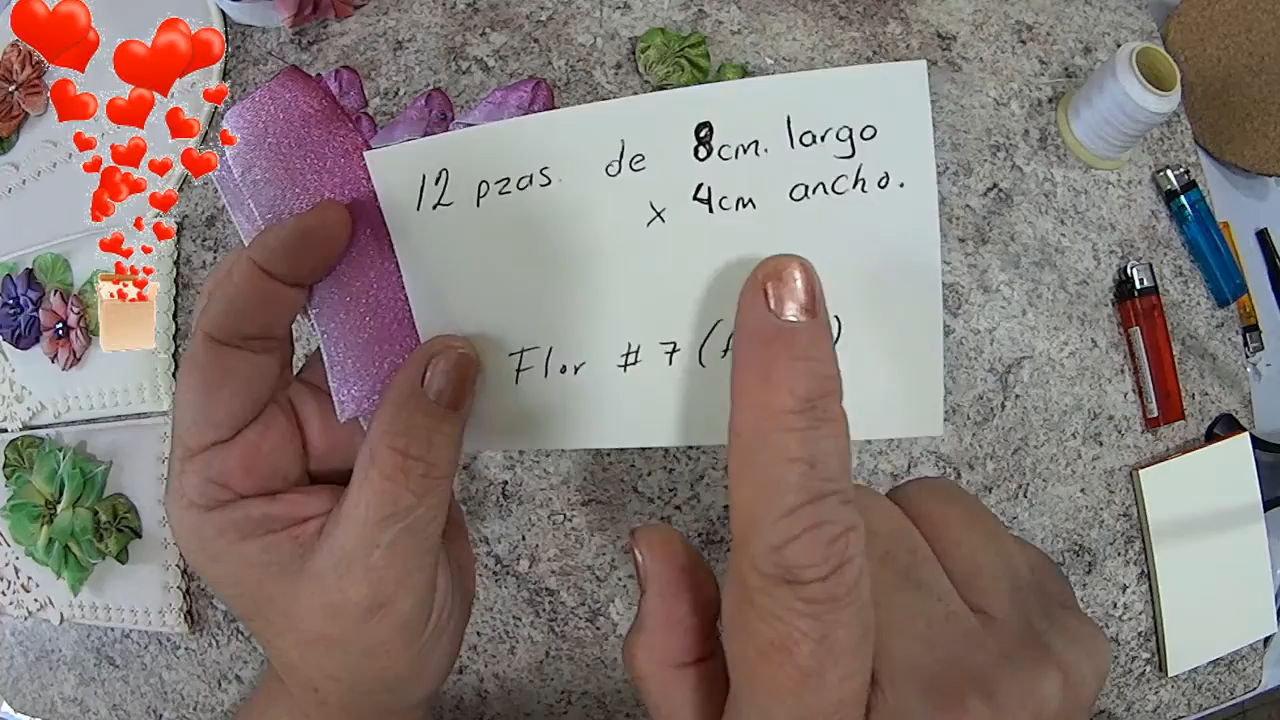 12 pzas. de 8cm. largo
x 4cm ancho.
Flor # 7 (